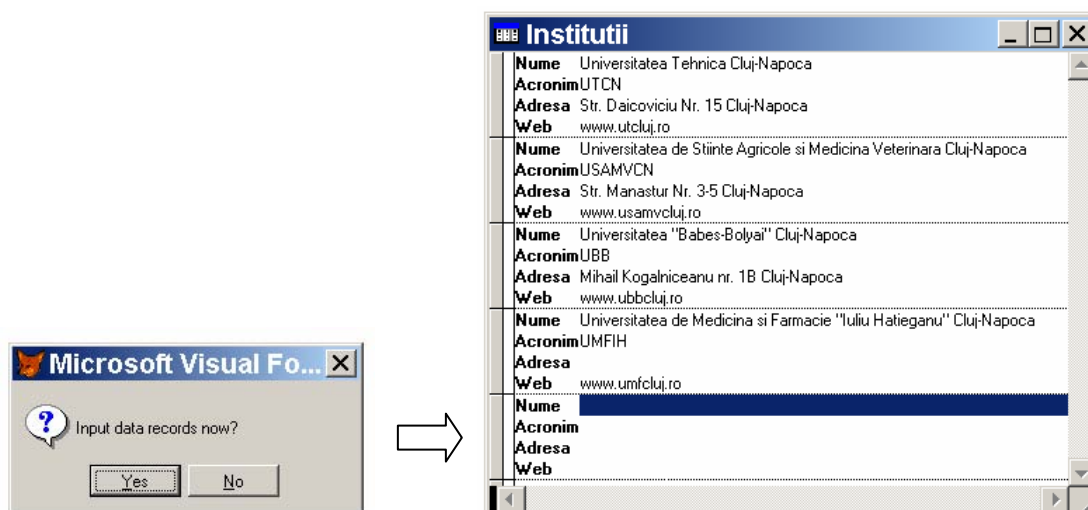 Microsoft Visual Fo...
Input data records now?
Yes
No
Institutii
Nume Universitatea Tehnica Cluj-Napoca
Acronim UTCN
Adresa Str. Daicoviciu Nr. 15 Cluj-Napoca
Web www.utcluj.ro
Nume Universitatea de Stiinte Agricole si Medicina Veterinara Cluj-Napoca
Acronim USAMVCN
Adresa Str. Manastur Nr. 3-5 Cluj-Napoca
Web www.usamvcluj.ro
Nume Universitatea "Babes-Bolyai" Cluj-Napoca
Acronim UBB
Adresa Mihail Kogalniceanu nr. 1B Cluj-Napoca
Web www.ubbcluj.ro
Nume Universitatea de Medicina si Farmacie "Iuliu Hatieganu" Cluj-Napoca
Acronim UMFIH
Adresa
Web www.umfcluj.ro
Nume
Acronim
Adresa
Web